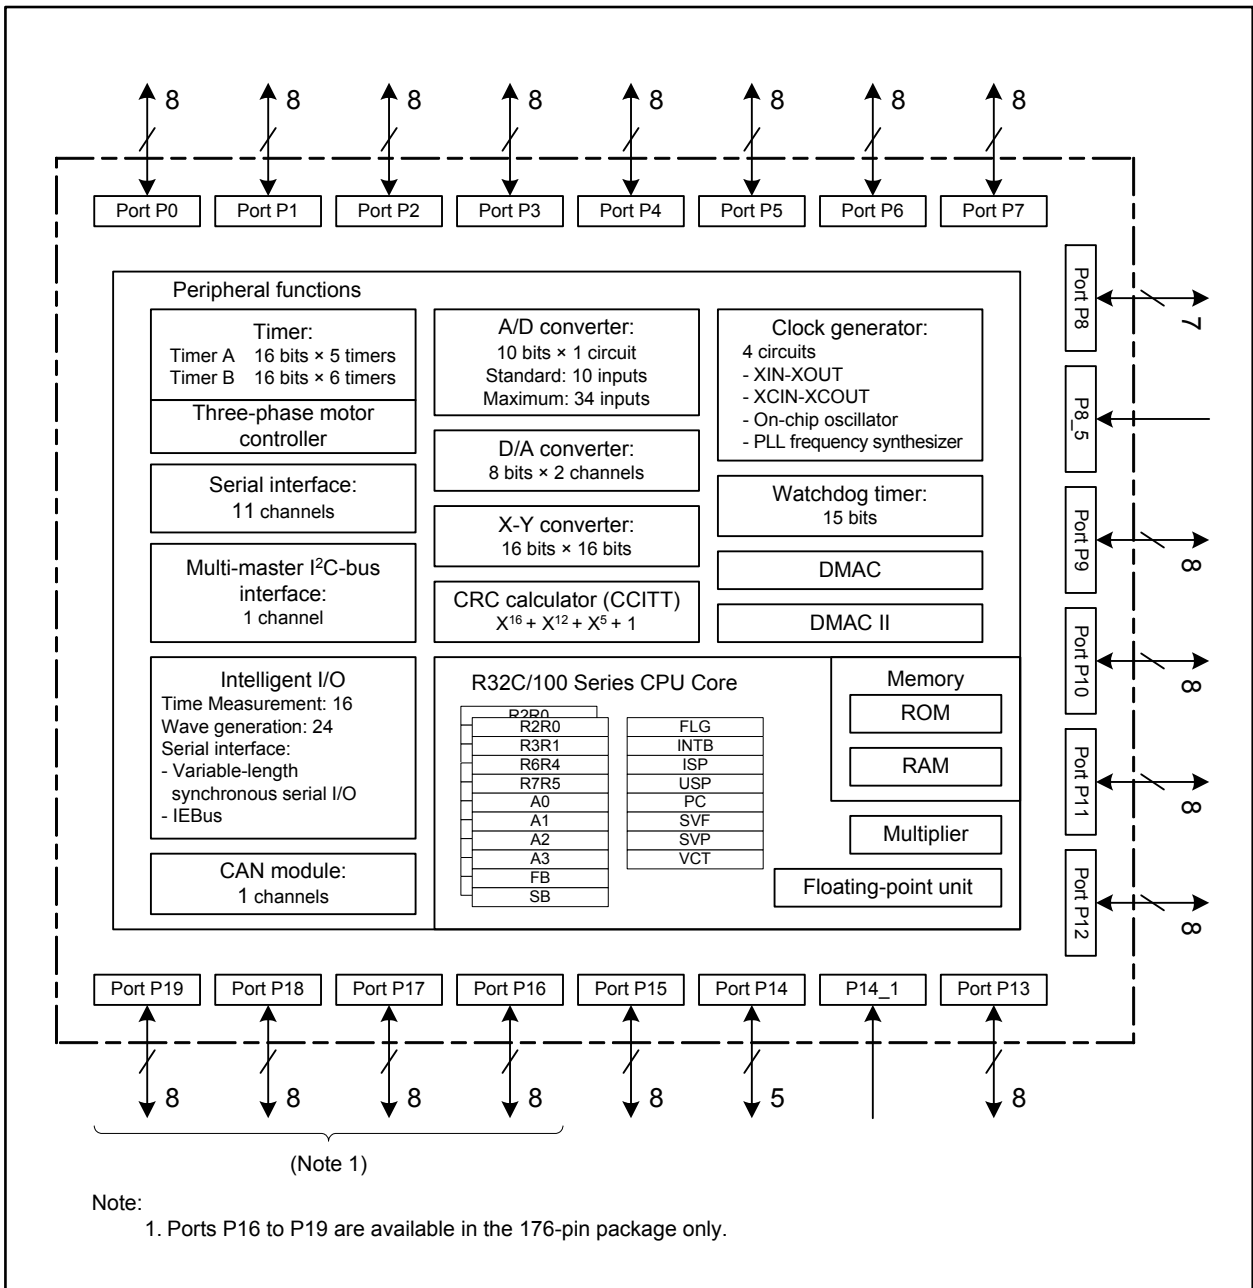 8 8 8 8 8 8 8 8
Port P0 Port P1 Port P2 Port P3 Port P4 Port P5 Port P6 Port P7
Peripheral functions
Timer:
Timer A 16 bits × 5 timers
Timer B 16 bits × 6 timers
Three-phase motor
controller
Serial interface:
11 channels
Multi-master I²C-bus
interface:
1 channel
Intelligent I/O
Time Measurement: 16
Wave generation: 24
Serial interface:
- Variable-length
synchronous serial I/O
- IEBus
CAN module:
1 channels
A/D converter:
10 bits × 1 circuit
Standard: 10 inputs
Maximum: 34 inputs
D/A converter:
8 bits × 2 channels
X-Y converter:
16 bits × 16 bits
CRC calculator (CCITT)
X¹⁶ + X¹² + X⁵ + 1
Clock generator:
4 circuits
- XIN-XOUT
- XCIN-XCOUT
- On-chip oscillator
- PLL frequency synthesizer
Watchdog timer:
15 bits
DMAC
DMAC II
R32C/100 Series CPU Core
R2R0
R2R0
R3R1
R6R4
R7R5
A0
A1
A2
A3
FB
SB
FLG
INTB
ISP
USP
PC
SVF
SVP
VCT
Memory
ROM
RAM
Multiplier
Floating-point unit
Port P8
7
P8_5
Port P9
8
Port P10
8
Port P11
8
Port P12
8
Port P19 Port P18 Port P17 Port P16 Port P15 Port P14 P14_1 Port P13
8 8 8 8 8 5 8
(Note 1)
Note:
1. Ports P16 to P19 are available in the 176-pin package only.